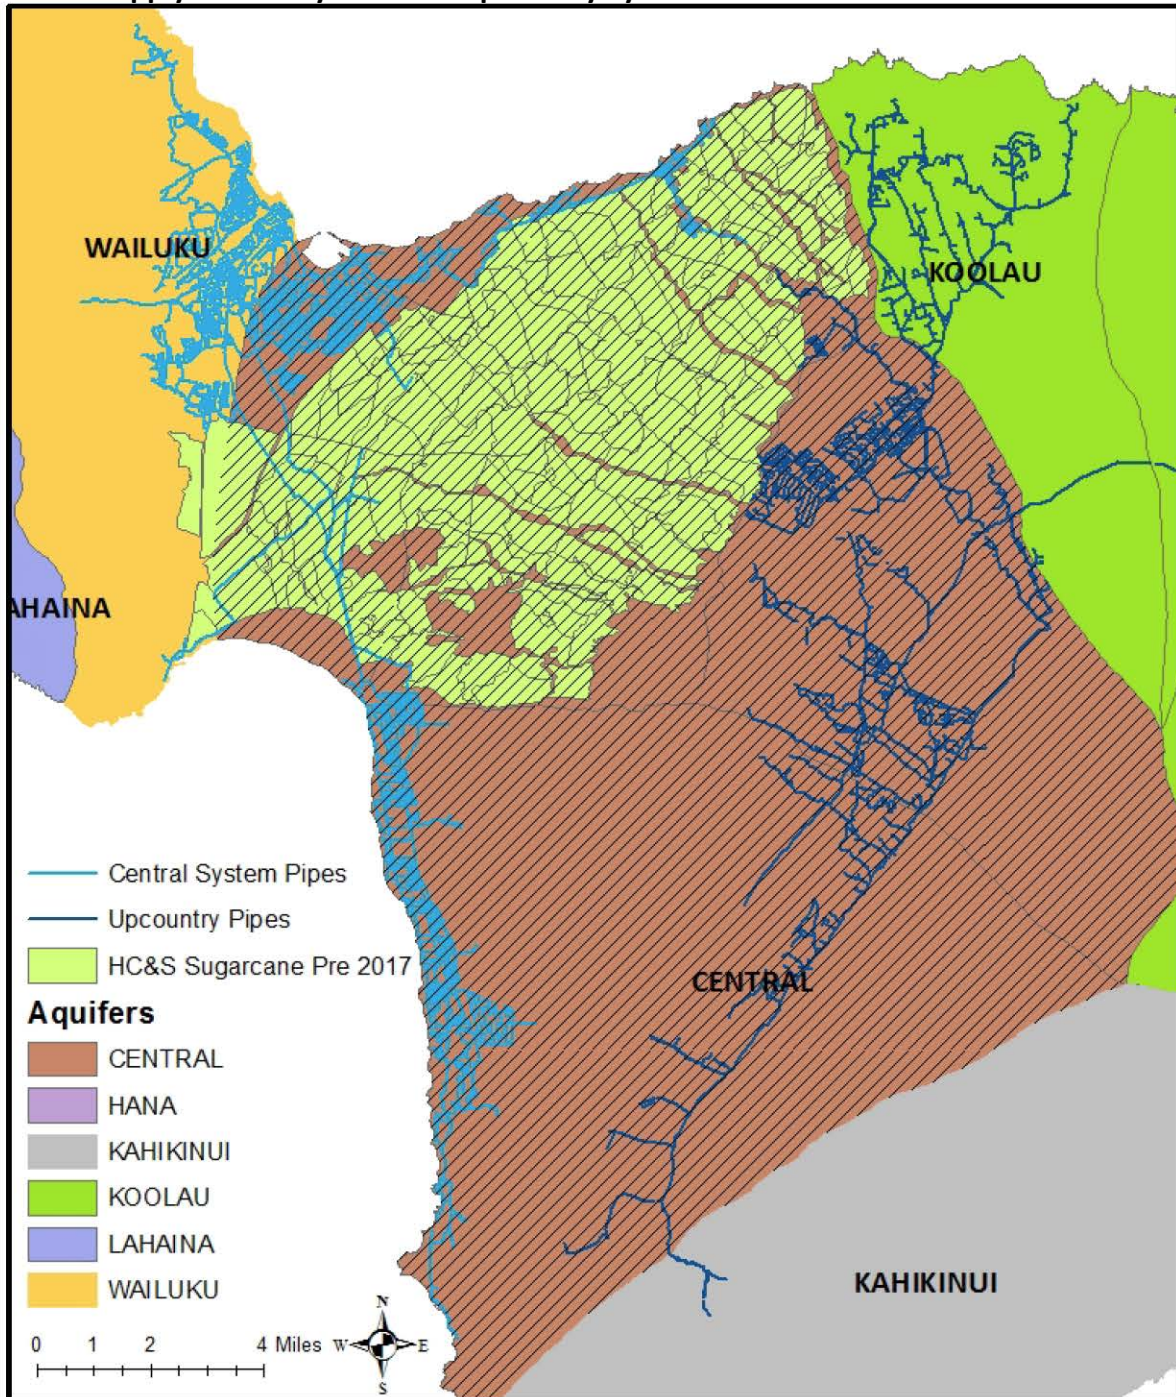 WAILUKU
KOOLAU
AHAINA
CENTRAL
KAHIKINUI
Central System Pipes
Upcountry Pipes
HC&S Sugarcane Pre 2017
Aquifers
CENTRAL
HANA
KAHIKINUI
KOOLAU
LAHAINA
WAILUKU
0 1 2 4 Miles
N
W E
S